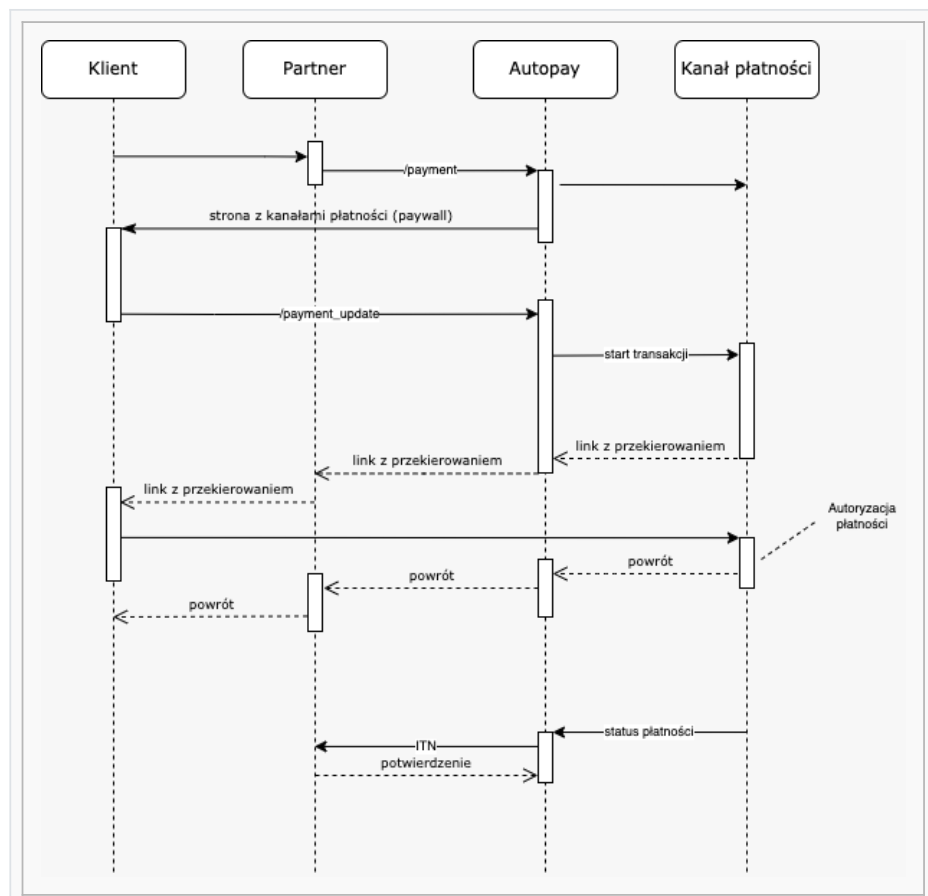 Klient
Partner
Autopay
Kanał płatności
/payment
strona z kanałami płatności (paywall)
/payment_update
start transakcji
link z przekierowaniem
link z przekierowaniem
link z przekierowaniem
Autoryzacja
płatności
powrót
powrót
powrót
status płatności
ITN
potwierdzenie